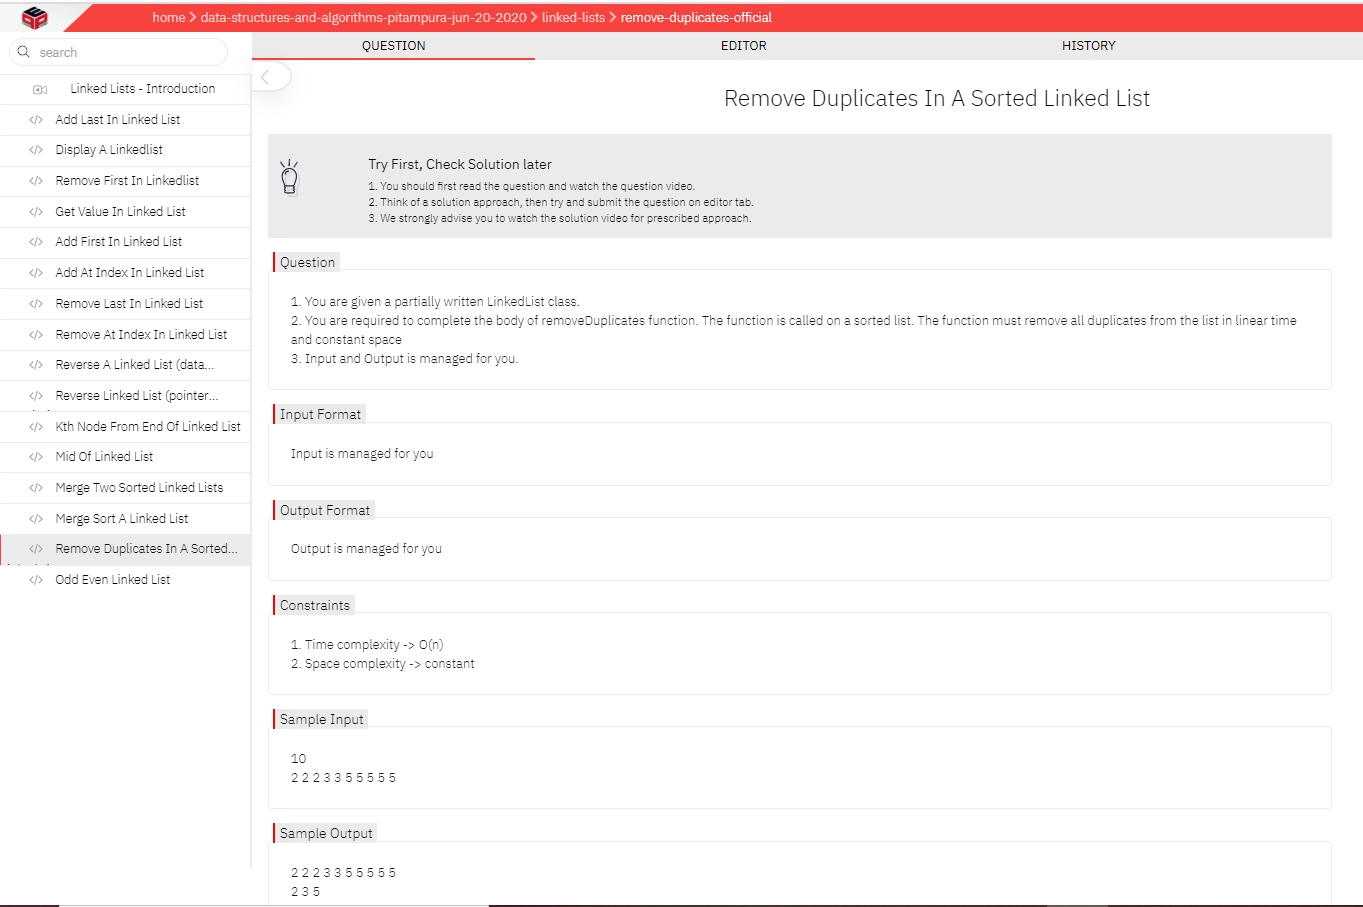 home > data-structures-and-algorithms-pitampura-jun-20-2020 > linked-lists > remove-duplicates-official
search
QUESTION
EDITOR
HISTORY
Linked Lists - Introduction
Add Last In Linked List
Display A Linkedlist
Remove First In Linkedlist
Get Value In Linked List
Add First In Linked List
Add At Index In Linked List
Remove Last In Linked List
Remove At Index In Linked List
Reverse A Linked List (data...
Reverse Linked List (pointer...
Kth Node From End Of Linked List
Mid Of Linked List
Merge Two Sorted Linked Lists
Merge Sort A Linked List
Remove Duplicates In A Sorted...
Odd Even Linked List
Remove Duplicates In A Sorted Linked List
Try First, Check Solution later
1. You should first read the question and watch the question video.
2. Think of a solution approach, then try and submit the question on editor tab.
3. We strongly advise you to watch the solution video for prescribed approach.
Question
1. You are given a partially written LinkedList class.
2. You are required to complete the body of removeDuplicates function. The function is called on a sorted list. The function must remove all duplicates from the list in linear time
and constant space
3. Input and Output is managed for you.
Input Format
Input is managed for you
Output Format
Output is managed for you
Constraints
1. Time complexity -> O(n)
2. Space complexity -> constant
Sample Input
10
2 2 2 3 3 5 5 5 5 5
Sample Output
2 2 2 3 3 5 5 5 5 5
2 3 5